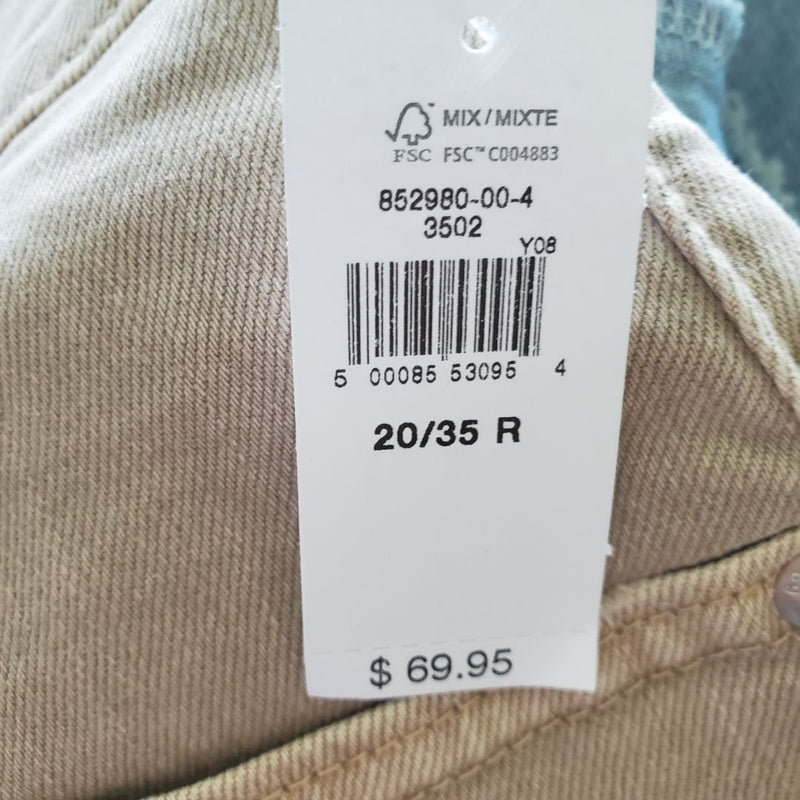 MIX/MIXTE
FSC FSC™ C004883
852980-00-4
3502
Y08
5 00085 53095 4
20/35 R
$ 69.95